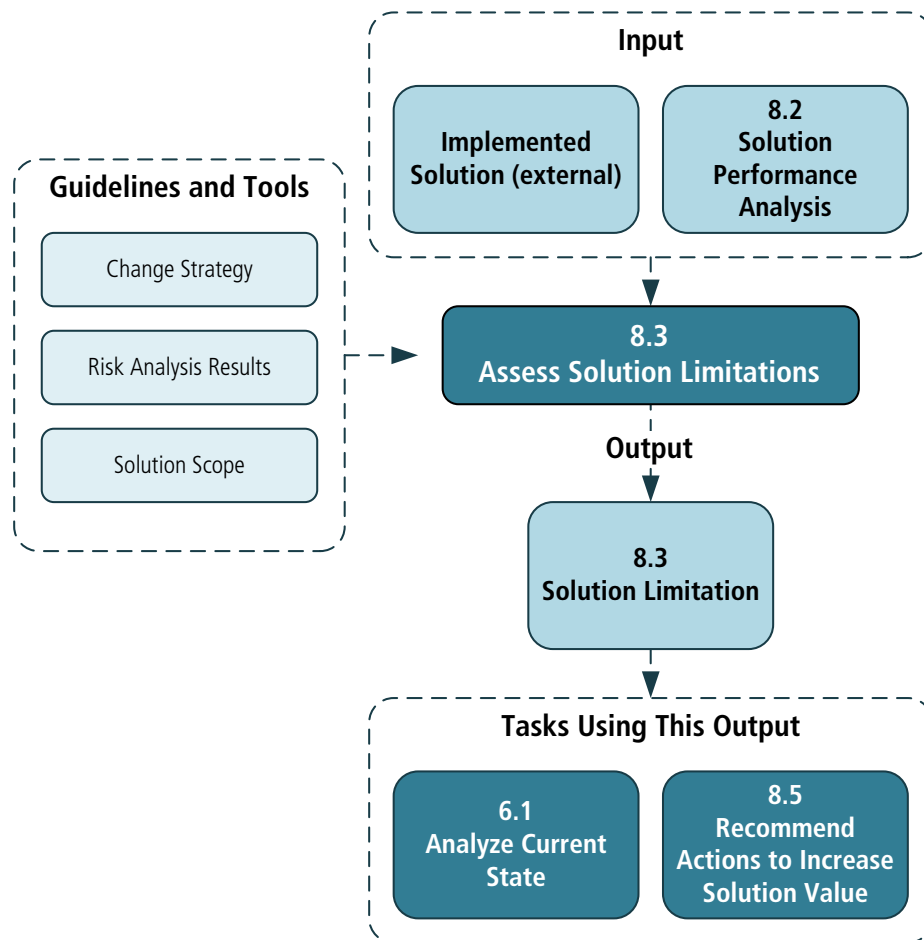 Input
Implemented
Solution (external)
8.2
Solution
Performance
Analysis
Guidelines and Tools
Change Strategy
Risk Analysis Results
Solution Scope
8.3
Assess Solution Limitations
Output
8.3
Solution Limitation
Tasks Using This Output
6.1
Analyze Current
State
8.5
Recommend
Actions to Increase
Solution Value